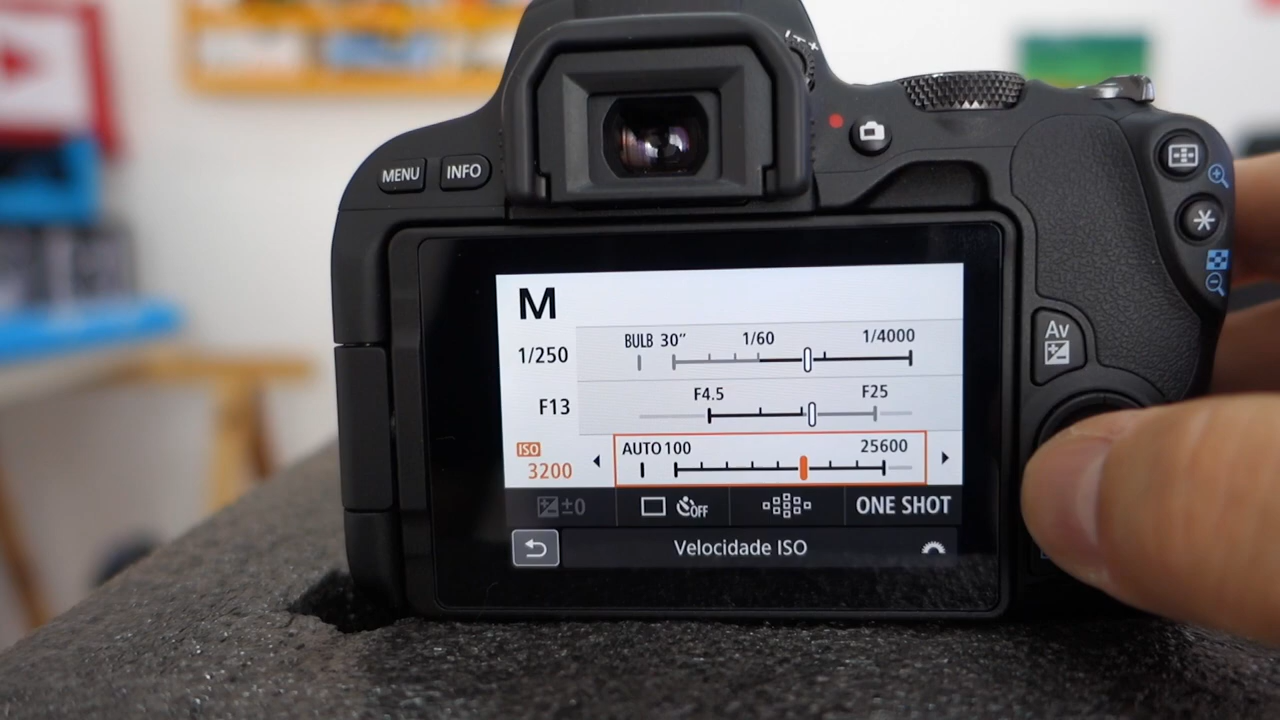 MENU INFO
Av
M
1/250 BULB 30" 1/60 1/4000
F13 F4.5 F25
ISO 3200 AUTO 100 25600
±0 OFF ONE SHOT
Velocidade ISO